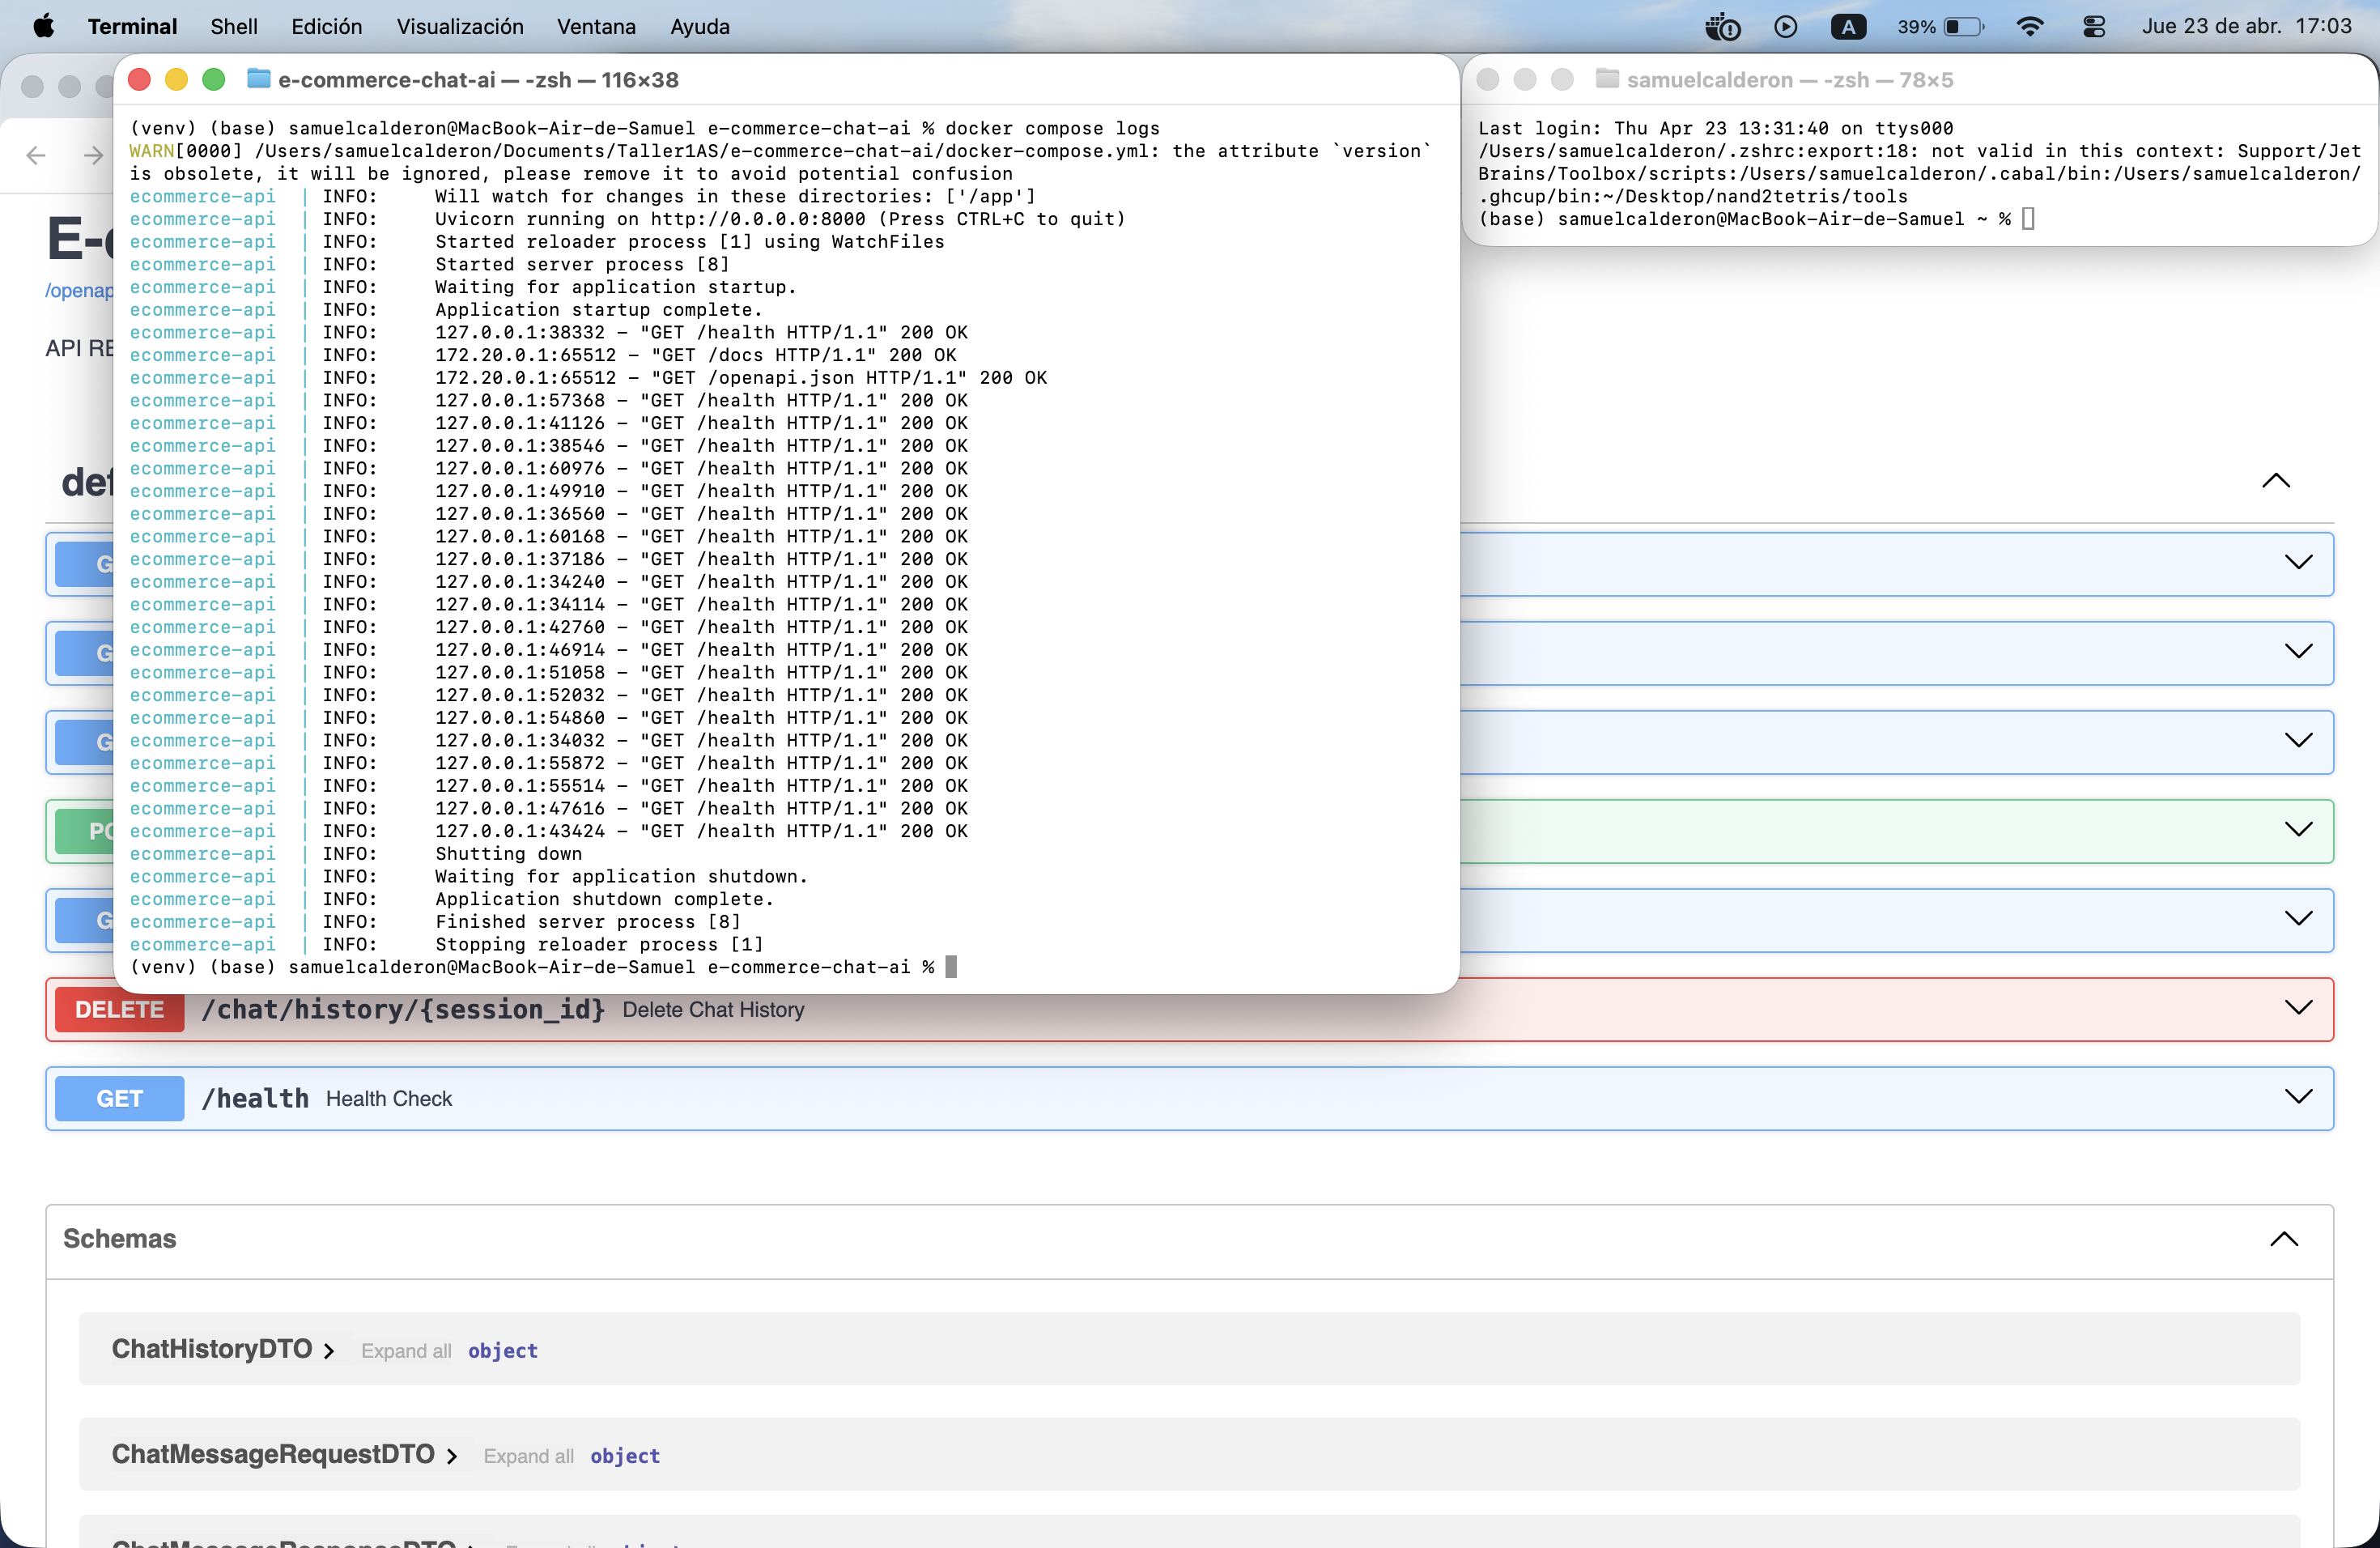 Terminal Shell Edición Visualización Ventana Ayuda A 39% Jue 23 de abr. 17:03
e-commerce-chat-ai — -zsh — 116×38
(venv) (base) samuelcalderon@MacBook-Air-de-Samuel e-commerce-chat-ai % docker compose logs
WARN[0000] /Users/samuelcalderon/Documents/Taller1AS/e-commerce-chat-ai/docker-compose.yml: the attribute `version`
is obsolete, it will be ignored, please remove it to avoid potential confusion
ecommerce-api | INFO: Will watch for changes in these directories: ['/app']
ecommerce-api | INFO: Uvicorn running on http://0.0.0.0:8000 (Press CTRL+C to quit)
ecommerce-api | INFO: Started reloader process [1] using WatchFiles
ecommerce-api | INFO: Started server process [8]
ecommerce-api | INFO: Waiting for application startup.
ecommerce-api | INFO: Application startup complete.
ecommerce-api | INFO: 127.0.0.1:38332 - "GET /health HTTP/1.1" 200 OK
ecommerce-api | INFO: 172.20.0.1:65512 - "GET /docs HTTP/1.1" 200 OK
ecommerce-api | INFO: 172.20.0.1:65512 - "GET /openapi.json HTTP/1.1" 200 OK
ecommerce-api | INFO: 127.0.0.1:57368 - "GET /health HTTP/1.1" 200 OK
ecommerce-api | INFO: 127.0.0.1:41126 - "GET /health HTTP/1.1" 200 OK
ecommerce-api | INFO: 127.0.0.1:38546 - "GET /health HTTP/1.1" 200 OK
ecommerce-api | INFO: 127.0.0.1:60976 - "GET /health HTTP/1.1" 200 OK
ecommerce-api | INFO: 127.0.0.1:49910 - "GET /health HTTP/1.1" 200 OK
ecommerce-api | INFO: 127.0.0.1:36560 - "GET /health HTTP/1.1" 200 OK
ecommerce-api | INFO: 127.0.0.1:60168 - "GET /health HTTP/1.1" 200 OK
ecommerce-api | INFO: 127.0.0.1:37186 - "GET /health HTTP/1.1" 200 OK
ecommerce-api | INFO: 127.0.0.1:34240 - "GET /health HTTP/1.1" 200 OK
ecommerce-api | INFO: 127.0.0.1:34114 - "GET /health HTTP/1.1" 200 OK
ecommerce-api | INFO: 127.0.0.1:42760 - "GET /health HTTP/1.1" 200 OK
ecommerce-api | INFO: 127.0.0.1:46914 - "GET /health HTTP/1.1" 200 OK
ecommerce-api | INFO: 127.0.0.1:51058 - "GET /health HTTP/1.1" 200 OK
ecommerce-api | INFO: 127.0.0.1:52032 - "GET /health HTTP/1.1" 200 OK
ecommerce-api | INFO: 127.0.0.1:54860 - "GET /health HTTP/1.1" 200 OK
ecommerce-api | INFO: 127.0.0.1:34032 - "GET /health HTTP/1.1" 200 OK
ecommerce-api | INFO: 127.0.0.1:55872 - "GET /health HTTP/1.1" 200 OK
ecommerce-api | INFO: 127.0.0.1:55514 - "GET /health HTTP/1.1" 200 OK
ecommerce-api | INFO: 127.0.0.1:47616 - "GET /health HTTP/1.1" 200 OK
ecommerce-api | INFO: 127.0.0.1:43424 - "GET /health HTTP/1.1" 200 OK
ecommerce-api | INFO: Shutting down
ecommerce-api | INFO: Waiting for application shutdown.
ecommerce-api | INFO: Application shutdown complete.
ecommerce-api | INFO: Finished server process [8]
ecommerce-api | INFO: Stopping reloader process [1]
(venv) (base) samuelcalderon@MacBook-Air-de-Samuel e-commerce-chat-ai %
samuelcalderon — -zsh — 78×5
Last login: Thu Apr 23 13:31:40 on ttys000
/Users/samuelcalderon/.zshrc:export:18: not valid in this context: Support/Jet
Brains/Toolbox/scripts:/Users/samuelcalderon/.cabal/bin:/Users/samuelcalderon/
.ghcup/bin:~/Desktop/nand2tetris/tools
(base) samuelcalderon@MacBook-Air-de-Samuel ~ %
/openap
API RE
def
DELETE /chat/history/{session_id} Delete Chat History
GET /health Health Check
Schemas
ChatHistoryDTO Expand all object
ChatMessageRequestDTO Expand all object